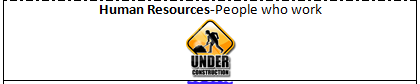 Human Resources-People who work
UNDER
CONSTRUCTION